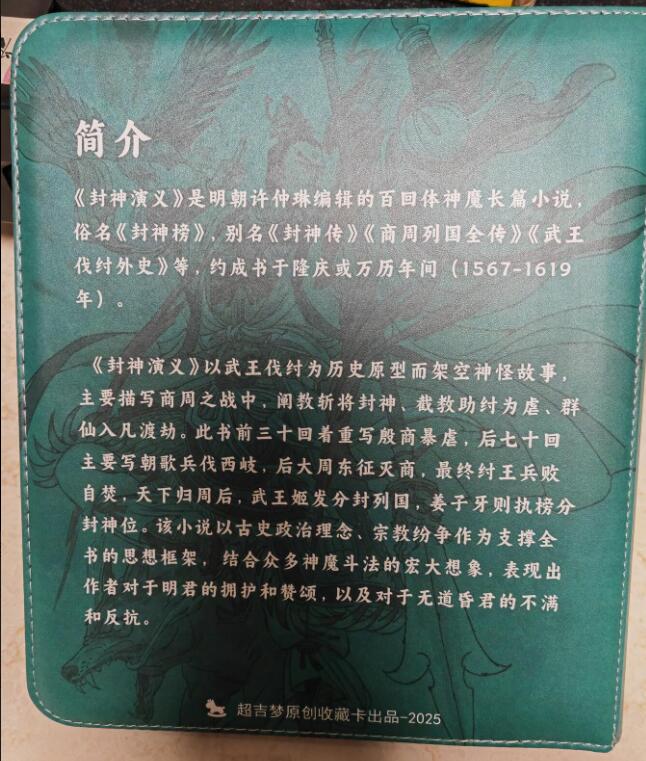 简介
《封神演义》是明朝许仲琳编辑的百回体神魔长篇小说，
俗名《封神榜》，别名《封神传》《商周列国全传》《武王
伐纣外史》等，约成书于隆庆或万历年间（1567-1619
年）。
《封神演义》以武王伐纣为历史原型而架空神怪故事，
主要描写商周之战中，阐教斩将封神、截教助纣为虐、群
仙入凡渡劫。此书前三十回着重写殷商暴虐，后七十回
主要写朝歌兵伐西岐，后大周东征灭商，最终纣王兵败
自焚，天下归周后，武王姬发分封列国，姜子牙则执榜分
封神位。该小说以古史政治理念、宗教纷争作为支撑全
书的思想框架，结合众多神魔斗法的宏大想象，表现出
作者对于明君的拥护和赞颂，以及对于无道昏君的不满
和反抗。
超吉梦原创收藏卡出品-2025